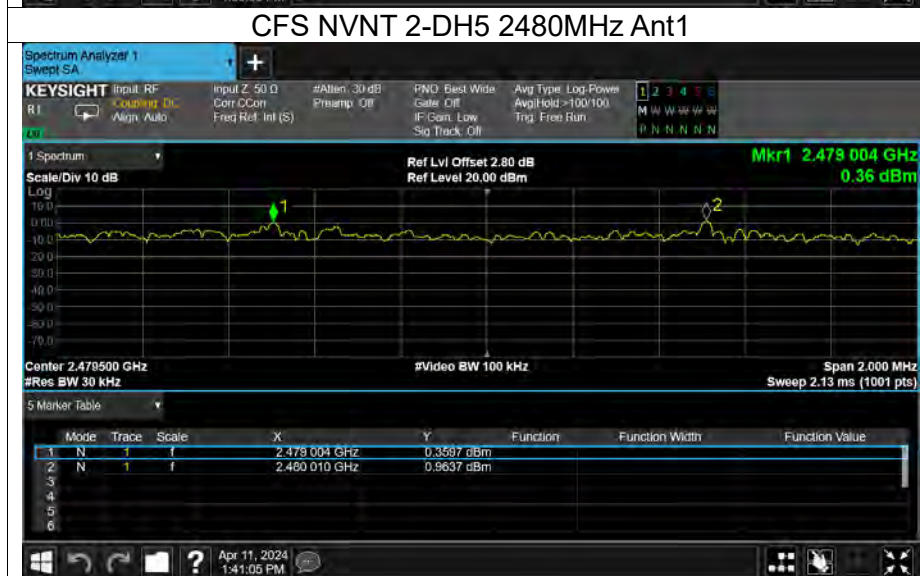 CFS NVNT 2-DH5 2480MHz Ant1
Spectrum Analyzer 1
Swept SA
+
KEYSIGHT Input: RF Input Z: 50 Ω #Atten: 30 dB PNO: Best Wide Avg Type: Log-Power 1 2 3 4 5 6
R L Coupling: DC Corr CCorr Preamp: Off Gate: Off Avg|Hold: >100/100 M W W W W W
Align: Auto Freq Ref: Int (S) IF Gain: Low Trig: Free Run P N N N N N
Sig Track: Off
1 Spectrum
Ref Lvl Offset 2.80 dB Mkr1 2.479 004 GHz
Scale/Div 10 dB Ref Level 20.00 dBm 0.36 dBm
Log
10.0
0.00
-10.0
-20.0
-30.0
-40.0
-50.0
-60.0
-70.0
1
2
Center 2.479500 GHz #Video BW 100 kHz Span 2.000 MHz
#Res BW 30 kHz Sweep 2.13 ms (1001 pts)
5 Marker Table
Mode Trace Scale X Y Function Function Width Function Value
1 N 1 f 2.479 004 GHz 0.3597 dBm
2 N 1 f 2.480 010 GHz 0.9637 dBm
3
4
5
6
? Apr 11, 2024
1:41:05 PM